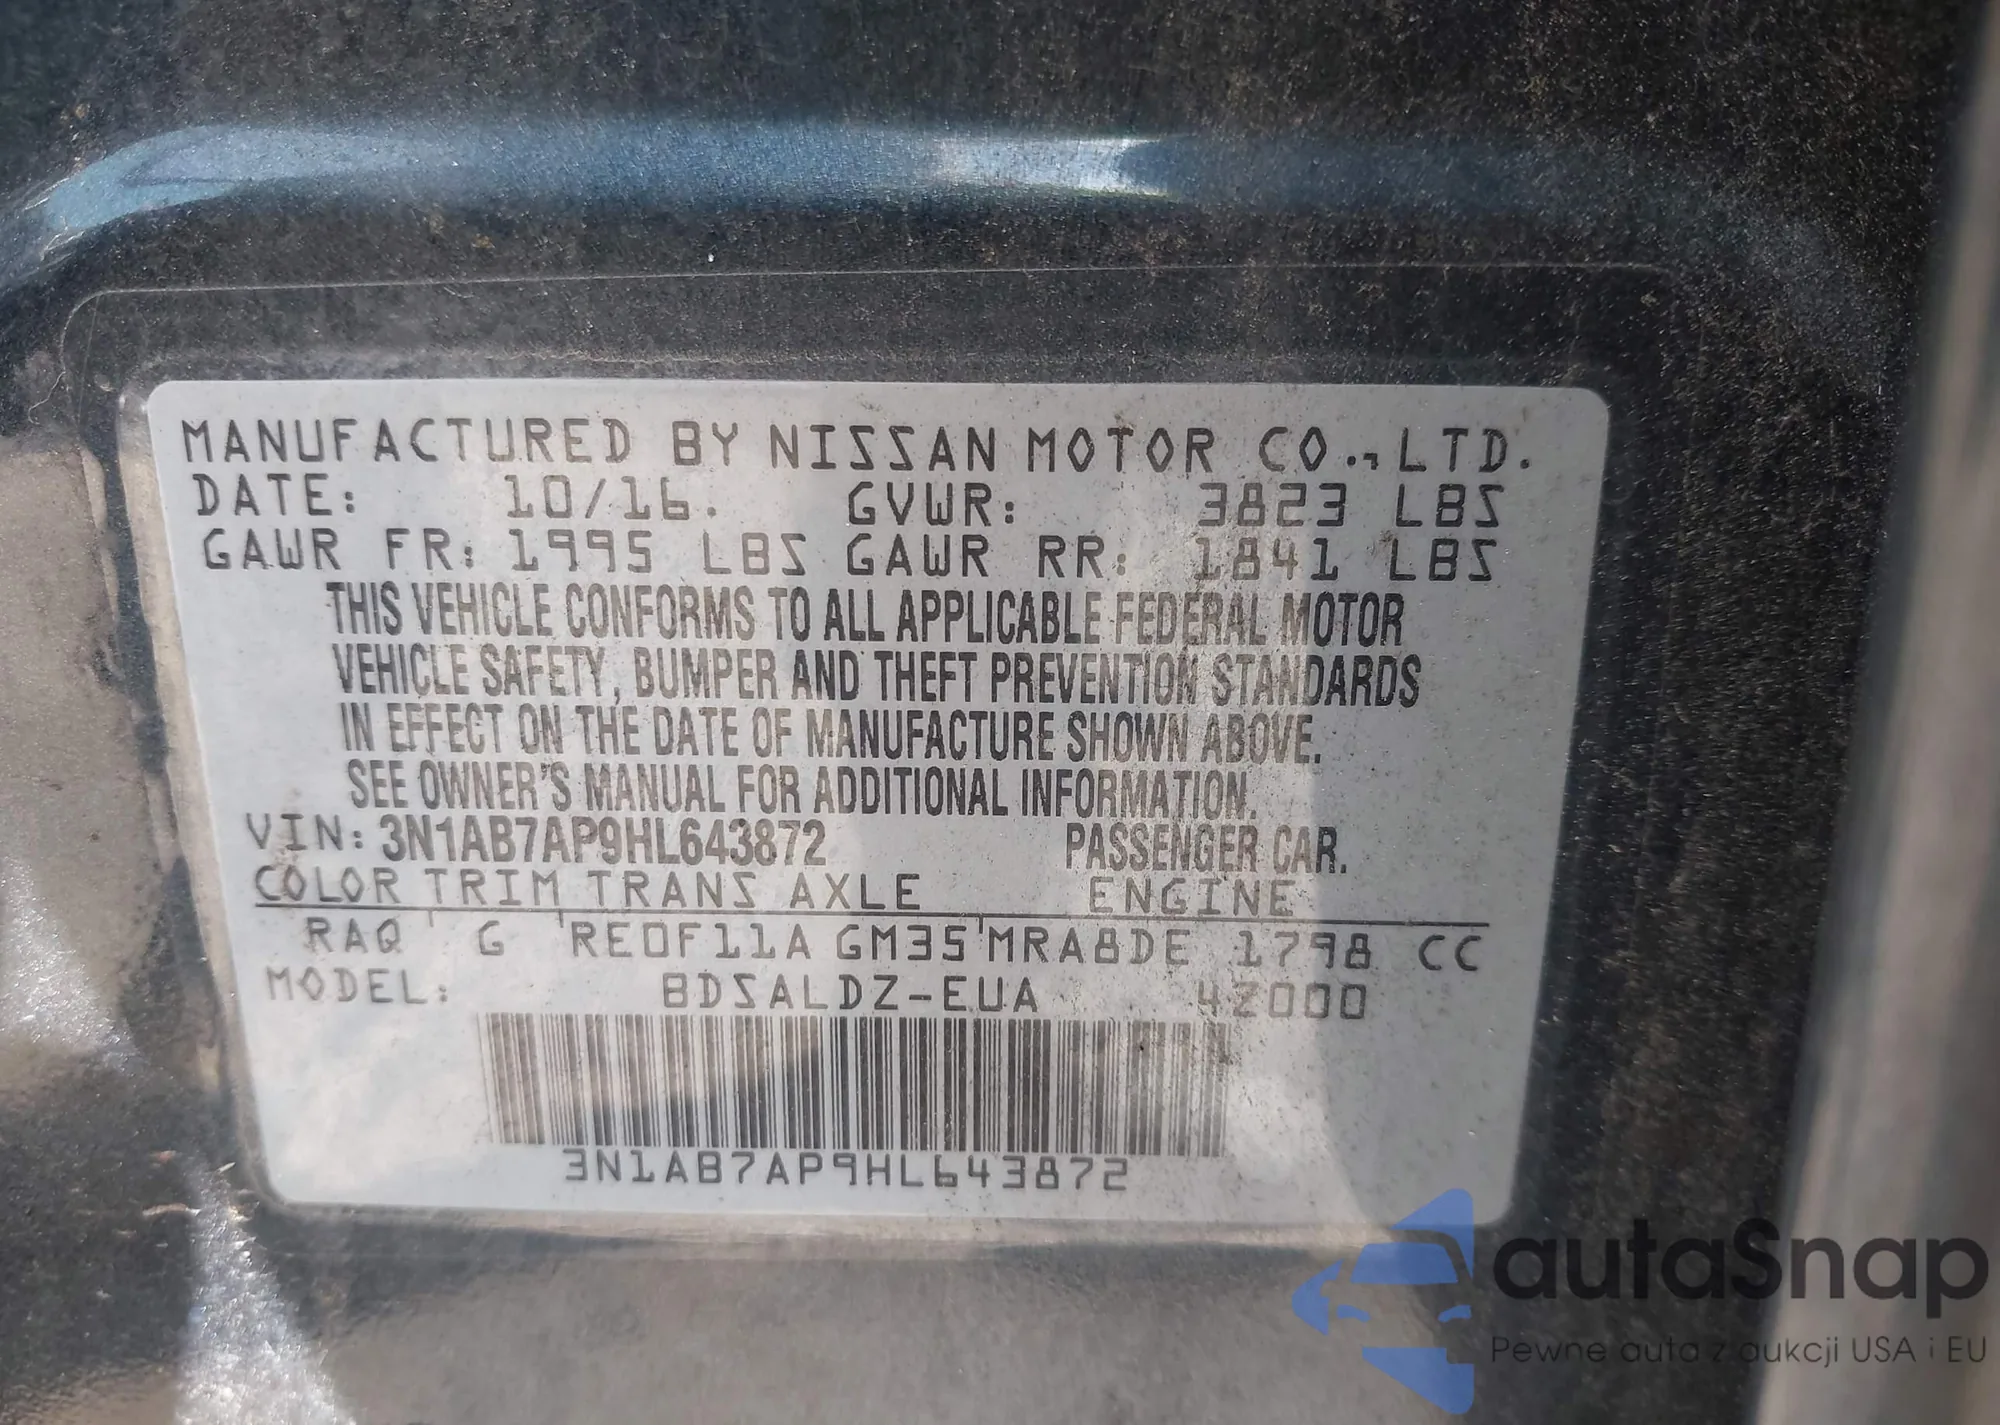 MANUFACTURED BY NISSAN MOTOR CO., LTD.
DATE: 10/16. GVWR: 3823 LBS
GAWR FR: 1995 LBS GAWR RR: 1841 LBS
THIS VEHICLE CONFORMS TO ALL APPLICABLE FEDERAL MOTOR
VEHICLE SAFETY, BUMPER AND THEFT PREVENTION STANDARDS
IN EFFECT ON THE DATE OF MANUFACTURE SHOWN ABOVE.
SEE OWNER'S MANUAL FOR ADDITIONAL INFORMATION.
VIN: 3N1AB7AP9HL643872 PASSENGER CAR.
COLOR TRIM TRANS AXLE ENGINE
RAQ G RE0F11A GM35 MRA8DE 1798 CC
MODEL: BDSALDZ-EUA 42000
3N1AB7AP9HL643872
autaSnap
Pewne auta z aukcji USA i EU